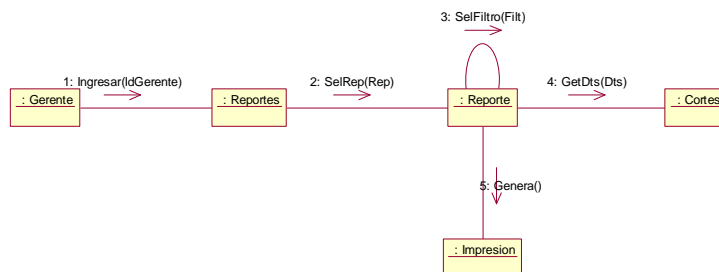 3: SelFiltro(Filt)
1: Ingresar(IdGerente)
2: SelRep(Rep)
4: GetDts(Dts)
: Gerente
: Reportes
: Reporte
: Cortes
5: Genera()
: Impresion